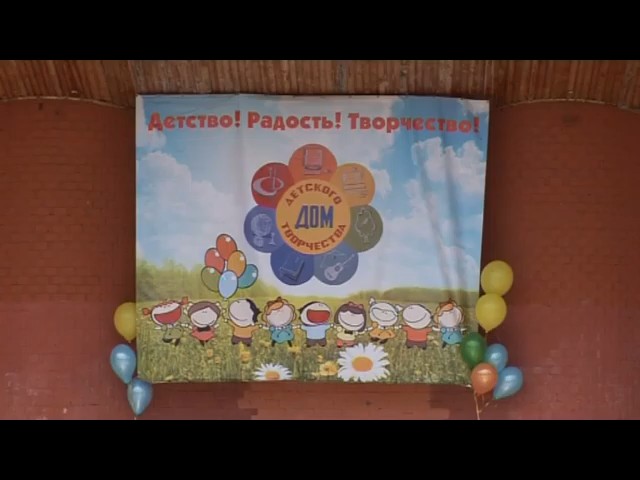 Детство! Радость! Творчество!
ДЕТСКОГО
ДОМ
ТВОРЧЕСТВА